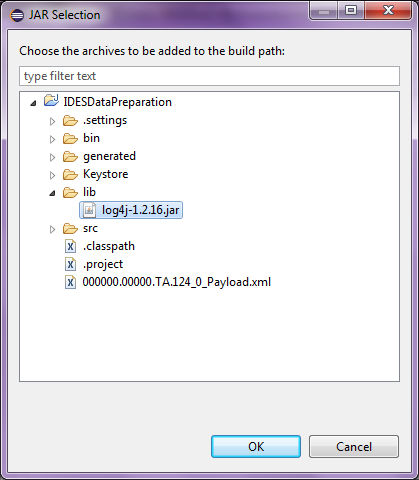 JAR Selection
Choose the archives to be added to the build path:
type filter text
IDESDataPreparation
.settings
bin
generated
Keystore
lib
log4j-1.2.16.jar
src
.classpath
.project
000000.00000.TA.124_0_Payload.xml
OK Cancel